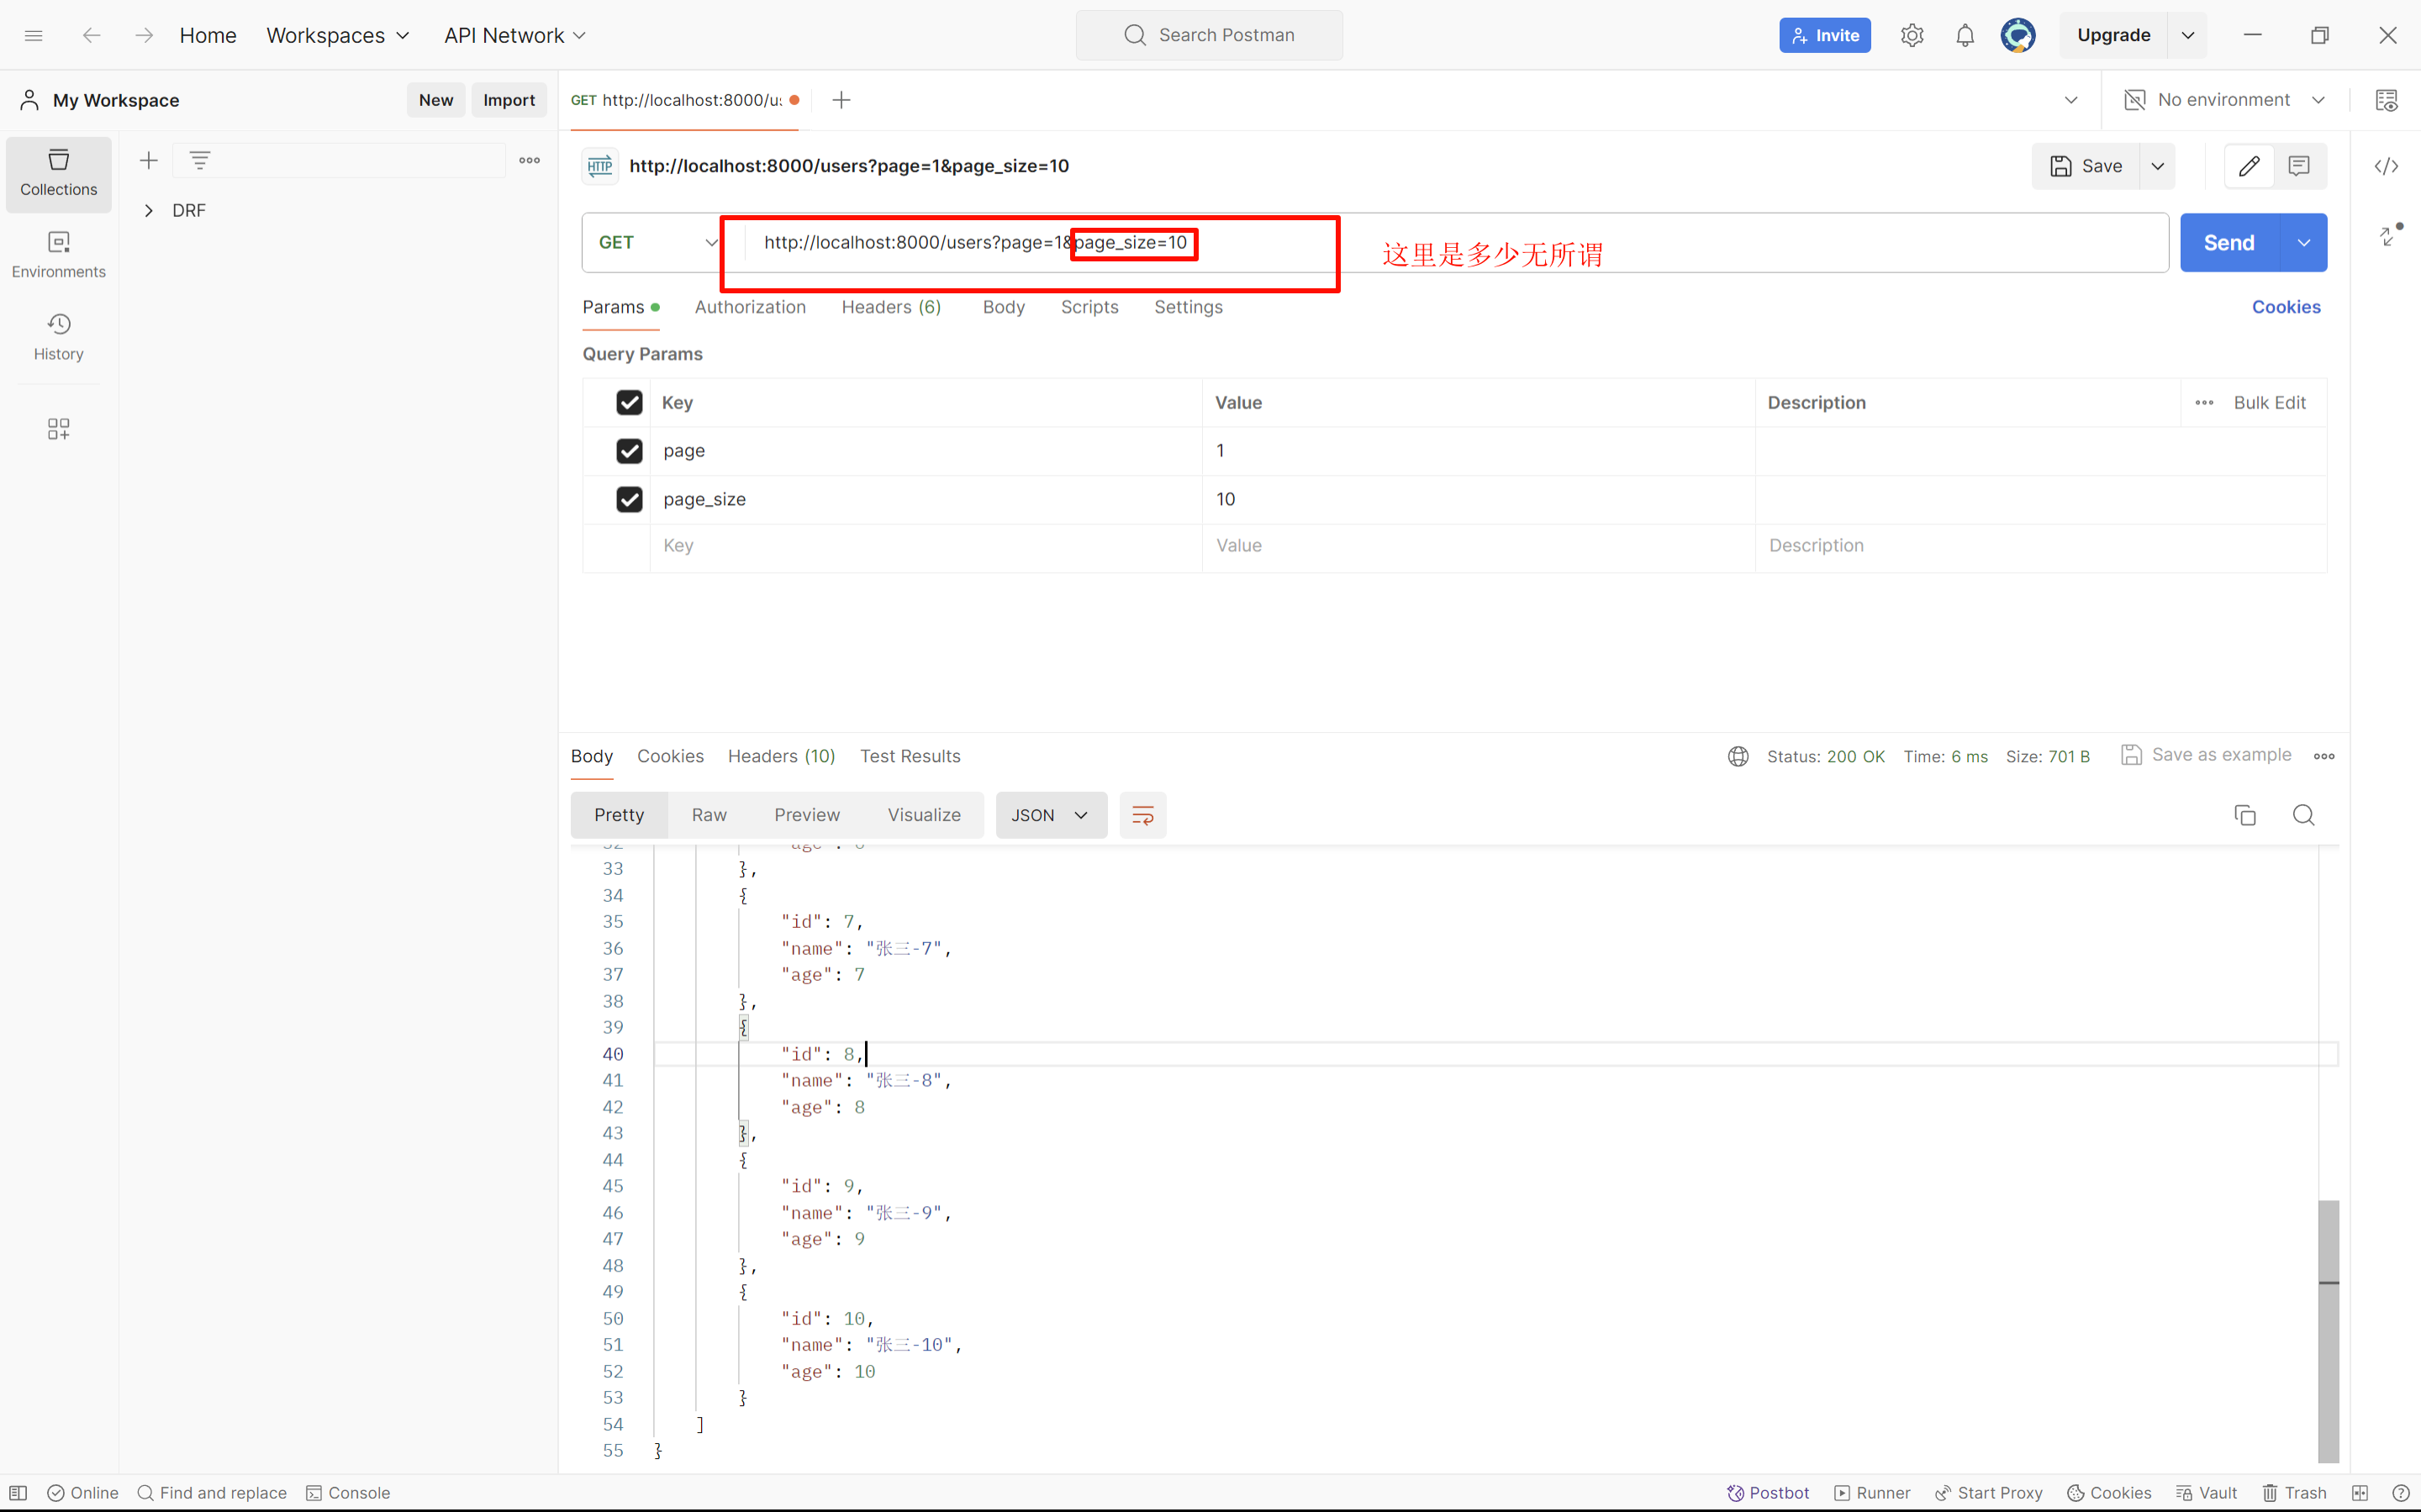 Home Workspaces API Network Search Postman Invite Upgrade
My Workspace New Import GET http://localhost:8000/us No environment
Collections
Environments
History
DRF
HTTP http://localhost:8000/users?page=1&page_size=10 Save
GET http://localhost:8000/users?page=1&page_size=10 这里是多少无所谓 Send
Params Authorization Headers (6) Body Scripts Settings Cookies
Query Params
Key Value Description Bulk Edit
page 1
page_size 10
Key Value Description
Body Cookies Headers (10) Test Results Status: 200 OK Time: 6 ms Size: 701 B Save as example
Pretty Raw Preview Visualize JSON
33 },
34 {
35 "id": 7,
36 "name": "张三-7",
37 "age": 7
38 },
39 {
40 "id": 8,
41 "name": "张三-8",
42 "age": 8
43 },
44 {
45 "id": 9,
46 "name": "张三-9",
47 "age": 9
48 },
49 {
50 "id": 10,
51 "name": "张三-10",
52 "age": 10
53 }
54 ]
55 }
Online Find and replace Console Postbot Runner Start Proxy Cookies Vault Trash